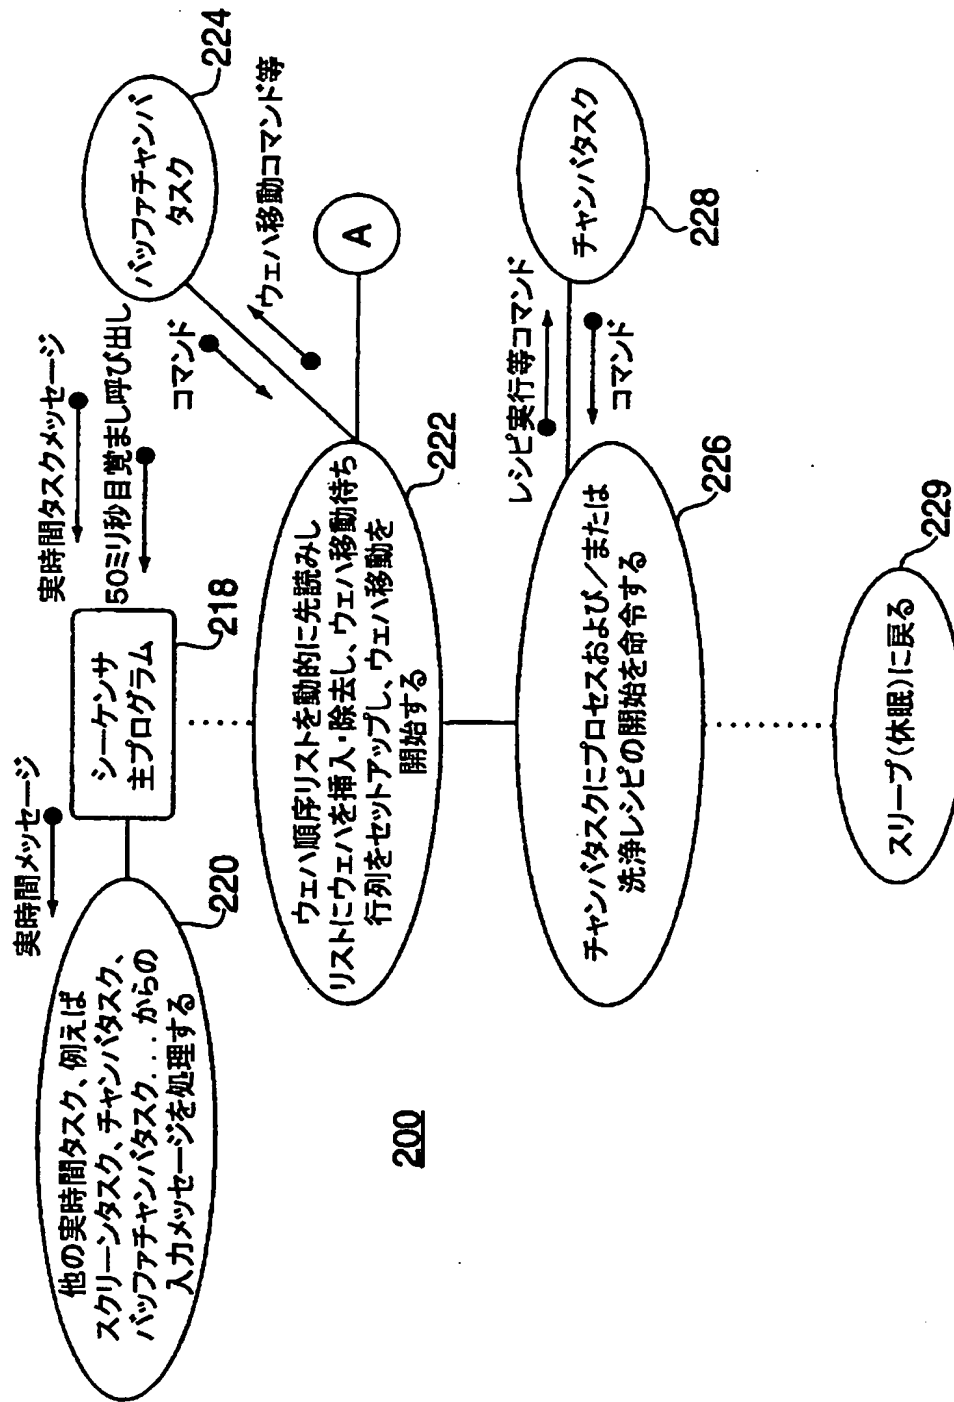 実時間メッセージ
実時間タスクメッセージ
50ミリ秒目覚まし呼び出し
シーケンサ
主プログラム
218
他の実時間タスク、例えば
スクリーンタスク、チャンバタスク、
バッファチャンバタスク...からの
入力メッセージを処理する
220
バッファチャンバ
タスク
224
コマンド
ウェハ移動コマンド等
A
ウェハ順序リストを動的に先読みし
リストにウェハを挿入・除去し、ウェハ移動待ち
行列をセットアップし、ウェハ移動を
開始する
222
レシピ実行等コマンド
コマンド
チャンバタスク
228
チャンバタスクにプロセスおよび/または
洗浄レシピの開始を命令する
226
スリープ(休眠)に戻る
229
200